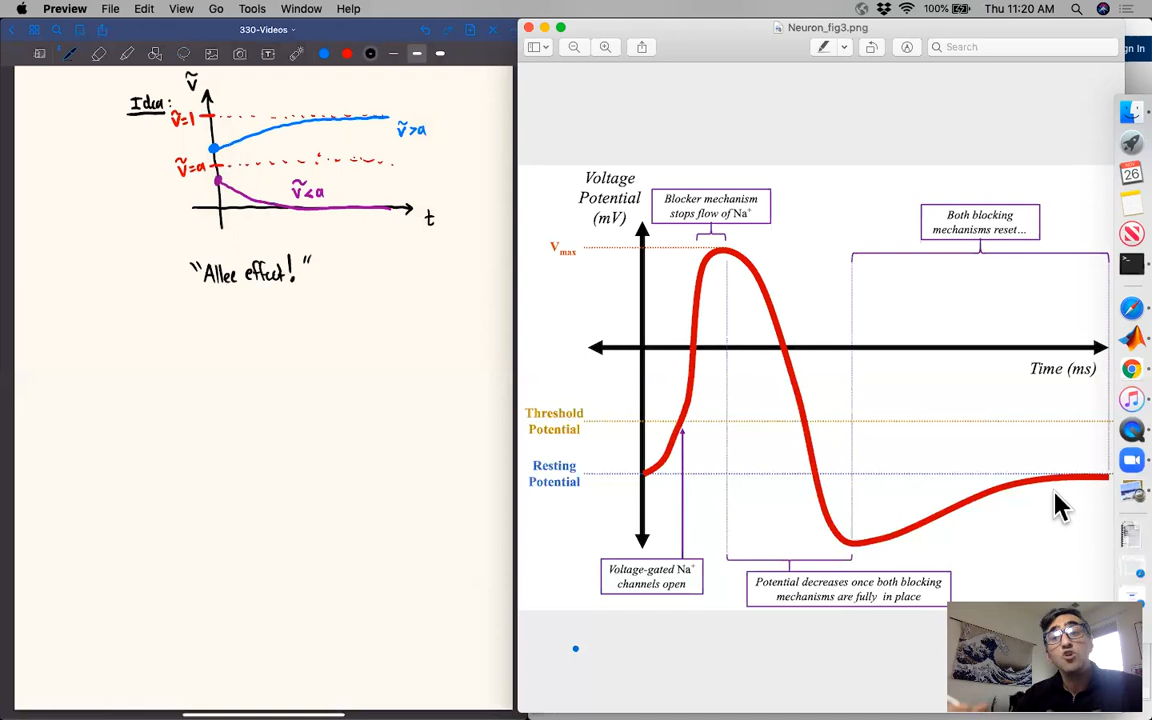 Preview File Edit View Go Tools Window Help
100% Thu 11:20 AM
330-Videos
Neuron_fig3.png
Search
ign In
ṽ
Idea:
ṽ=1
ṽ>a
ṽ=a
ṽ<a
t
"Allee effect!"
Voltage
Potential
(mV)
Blocker mechanism
stops flow of Na⁺
Both blocking
mechanisms reset...
Vmax
Time (ms)
Threshold
Potential
Resting
Potential
Voltage-gated Na⁺
channels open
Potential decreases once both blocking
mechanisms are fully in place
26